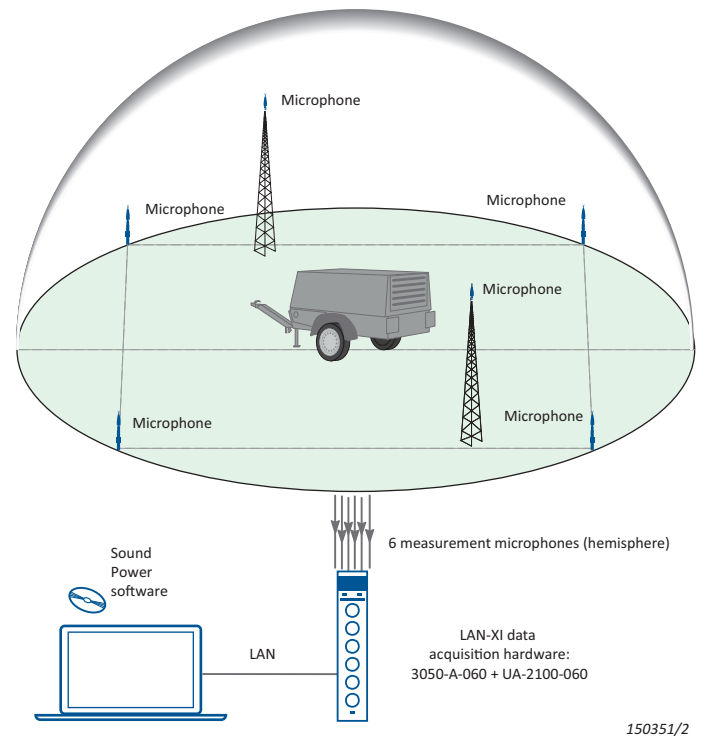 Microphone
Microphone
Microphone
Microphone
Microphone
Microphone
6 measurement microphones (hemisphere)
Sound
Power
software
LAN
LAN-XI data
acquisition hardware:
3050-A-060 + UA-2100-060
150351/2